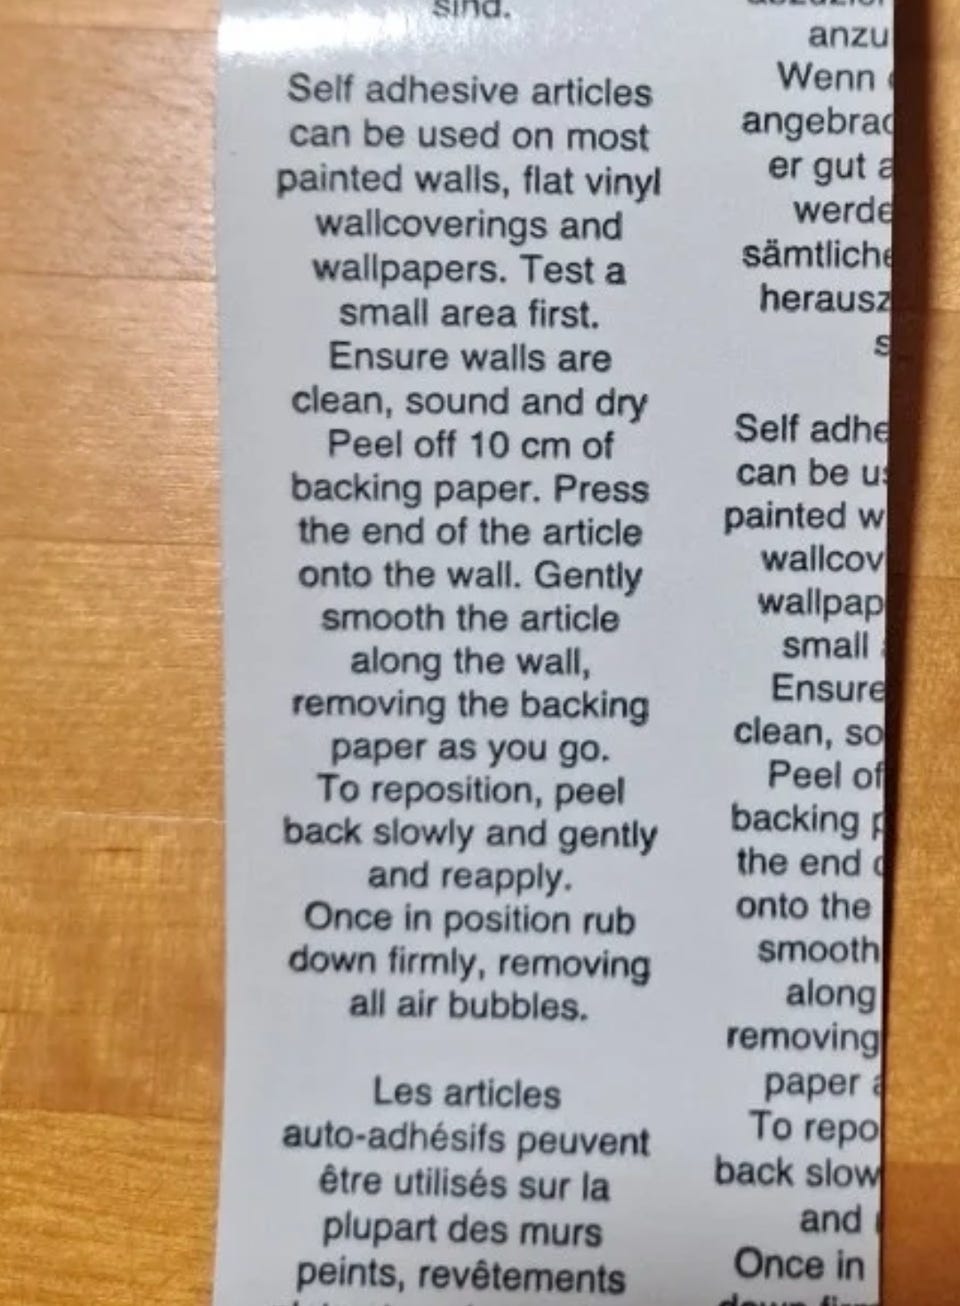 sind.
Self adhesive articles
can be used on most
painted walls, flat vinyl
wallcoverings and
wallpapers. Test a
small area first.
Ensure walls are
clean, sound and dry
Peel off 10 cm of
backing paper. Press
the end of the article
onto the wall. Gently
smooth the article
along the wall,
removing the backing
paper as you go.
To reposition, peel
back slowly and gently
and reapply.
Once in position rub
down firmly, removing
all air bubbles.
Les articles
auto-adhésifs peuvent
être utilisés sur la
plupart des murs
peints, revêtements
anzu
Wenn
angebrac
er gut a
werde
sämtliche
herausz
s
Self adhe
can be u
painted w
wallcov
wallpap
small
Ensure
clean, so
Peel of
backing p
the end
onto the
smooth
along
removing
paper a
To repo
back slow
and
Once in